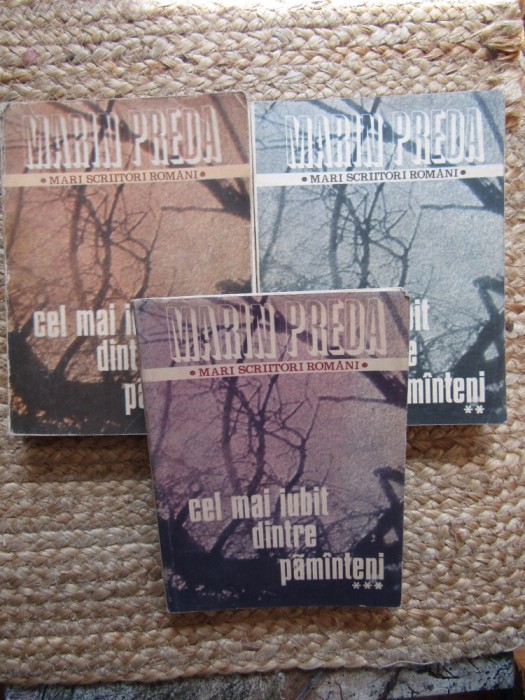 MARIN PREDA
• MARI SCRIITORI ROMÂNI •
cel mai i
dint
pă
MARIN PREDA
• MARI SCRIITORI ROMÂNI •
bit
re
mînteni
**
MARIN PREDA
• MARI SCRIITORI ROMÂNI •
cel mai iubit
dintre
pămînteni
***